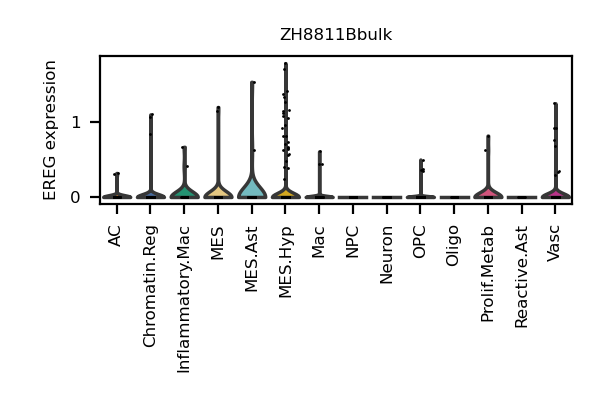 ZH8811Bbulk
EREG expression
1
0
AC
Chromatin.Reg
Inflammatory.Mac
MES
MES.Ast
MES.Hyp
Mac
NPC
Neuron
OPC
Oligo
Prolif.Metab
Reactive.Ast
Vasc